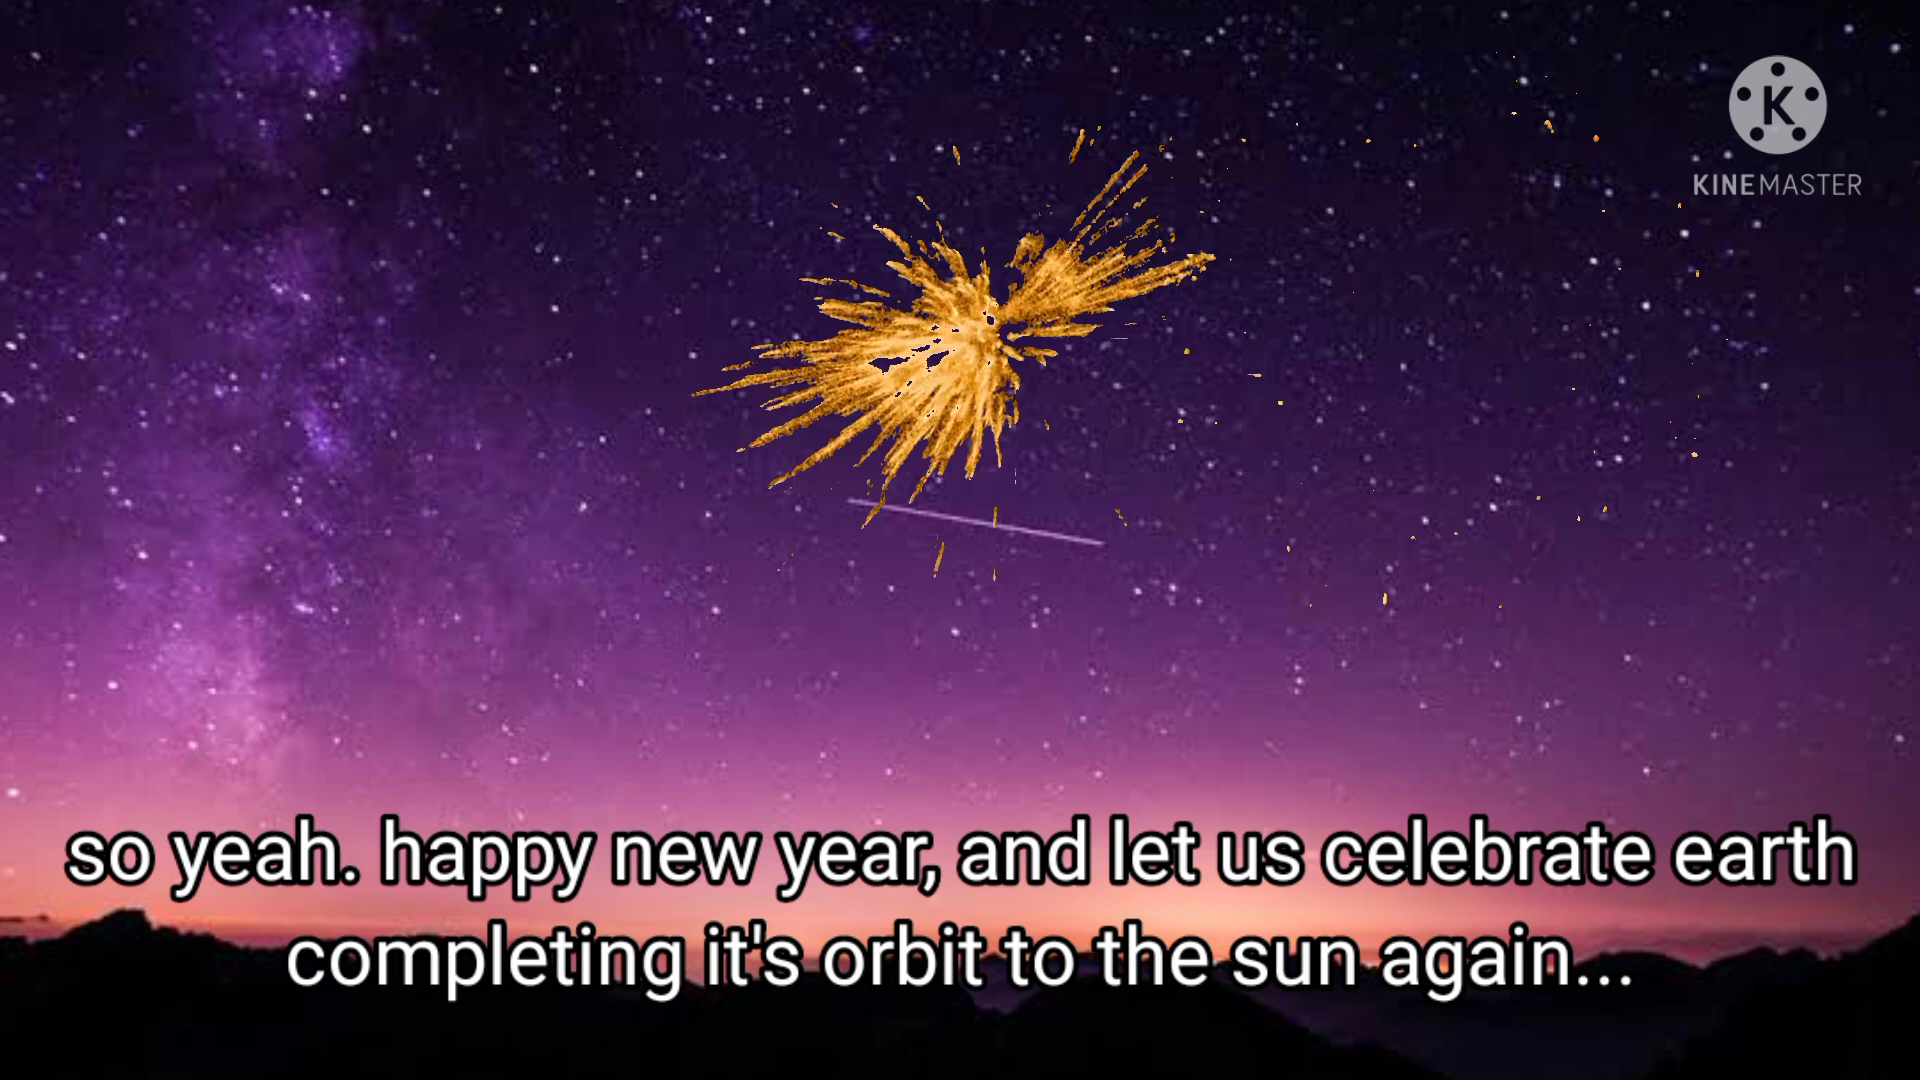 K
KINEMASTER
so yeah. happy new year, and let us celebrate earth
completing it's orbit to the sun again...